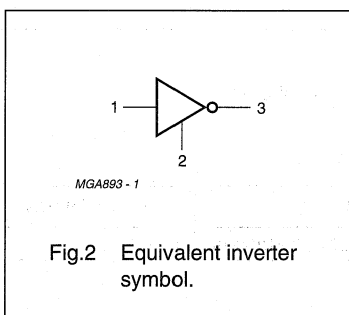 1
3
2
MGA893 - 1
Fig.2 Equivalent inverter
symbol.